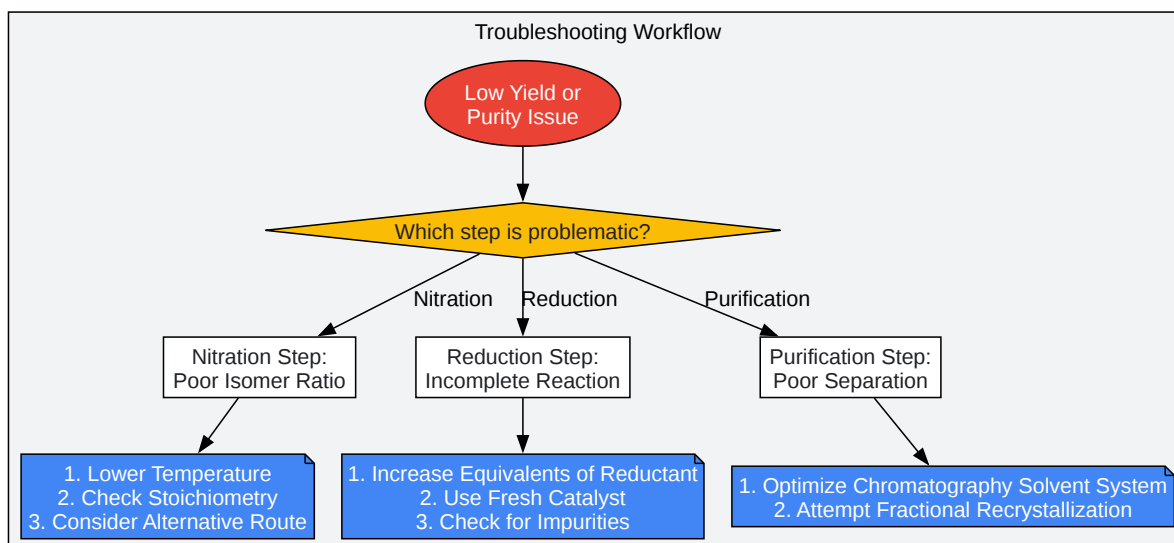 Troubleshooting Workflow
Low Yield or
Purity Issue
Which step is problematic?
Nitration
Reduction
Purification
Nitration Step:
Poor Isomer Ratio
Reduction Step:
Incomplete Reaction
Purification Step:
Poor Separation
1. Lower Temperature
2. Check Stoichiometry
3. Consider Alternative Route
1. Increase Equivalents of Reductant
2. Use Fresh Catalyst
3. Check for Impurities
1. Optimize Chromatography Solvent System
2. Attempt Fractional Recrystallization